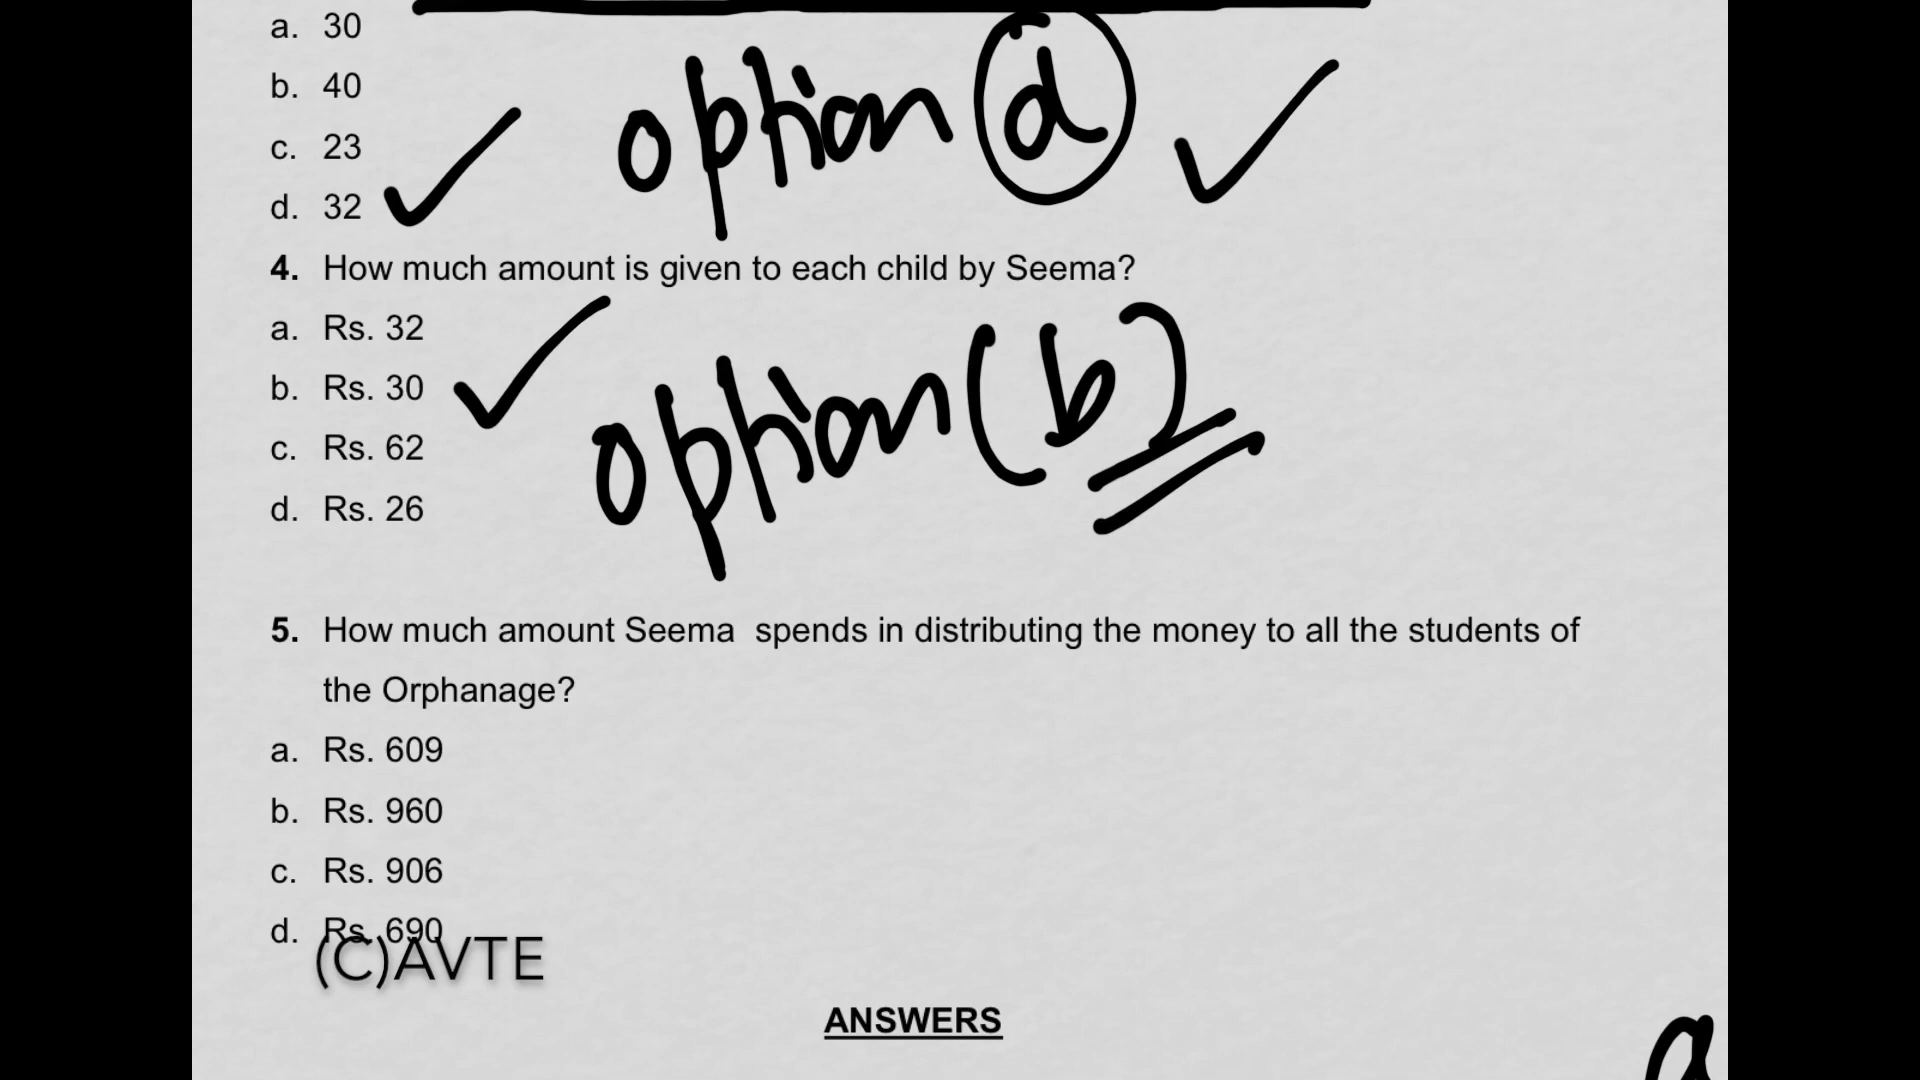 a. 30
b. 40
c. 23
d. 32
option d
4. How much amount is given to each child by Seema?
a. Rs. 32
b. Rs. 30
c. Rs. 62
d. Rs. 26
option (b)
5. How much amount Seema spends in distributing the money to all the students of
the Orphanage?
a. Rs. 609
b. Rs. 960
c. Rs. 906
d. Rs. 690
(C)AVTE
ANSWERS